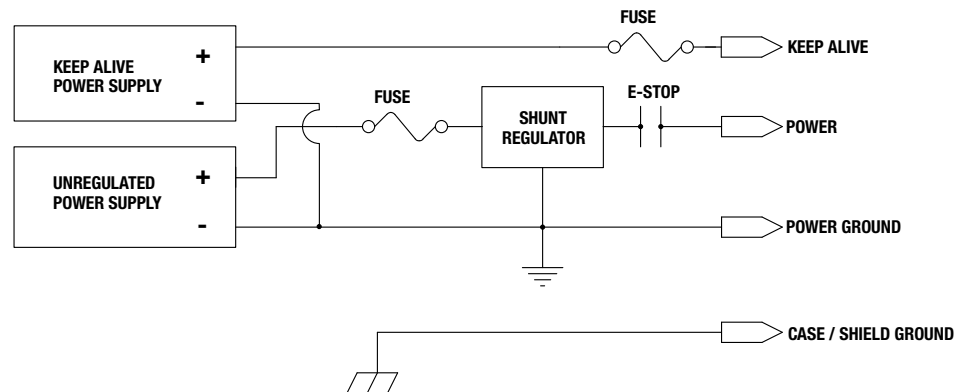 FUSE
KEEP ALIVE
POWER SUPPLY
+
-
KEEP ALIVE
FUSE
SHUNT
REGULATOR
E-STOP
POWER
UNREGULATED
POWER SUPPLY
+
-
POWER GROUND
CASE / SHIELD GROUND